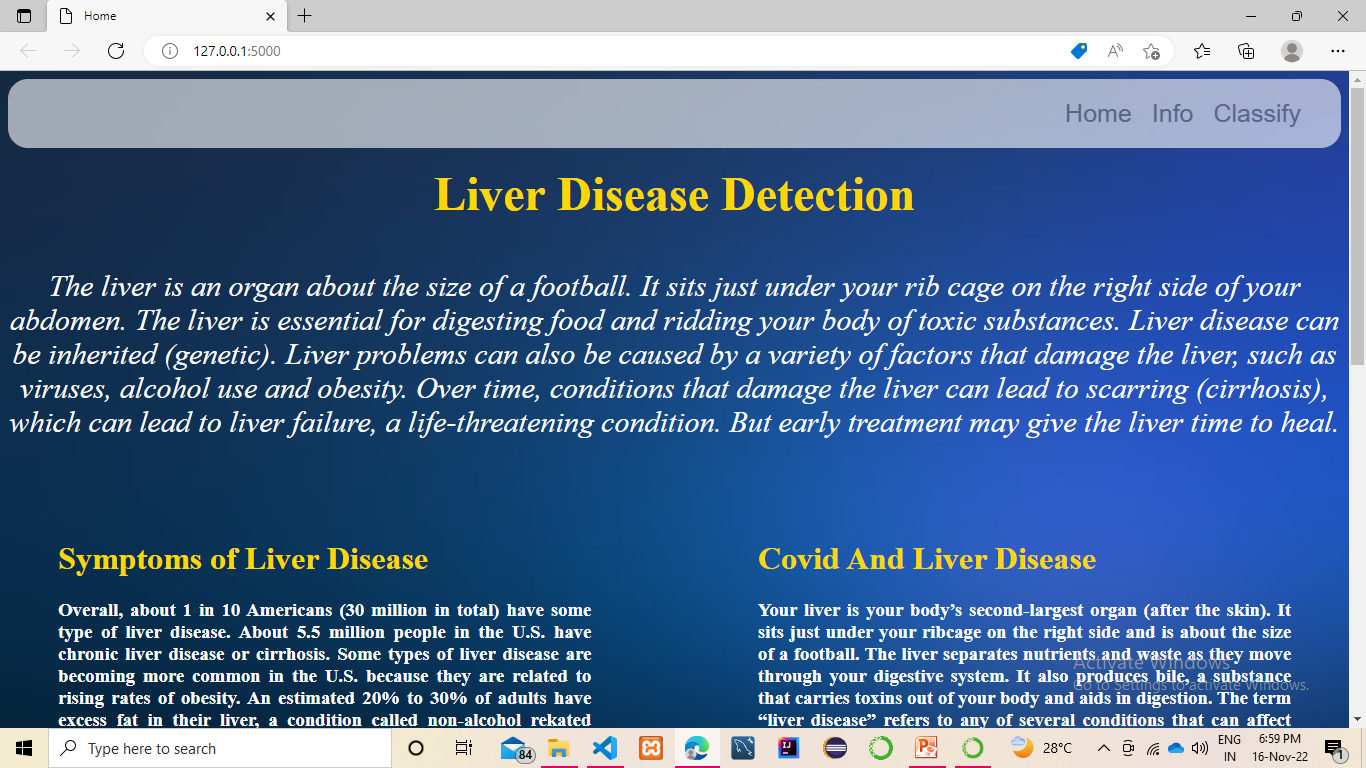 Home
127.0.0.1:5000
Home Info Classify
Liver Disease Detection
The liver is an organ about the size of a football. It sits just under your rib cage on the right side of your
abdomen. The liver is essential for digesting food and ridding your body of toxic substances. Liver disease can
be inherited (genetic). Liver problems can also be caused by a variety of factors that damage the liver, such as
viruses, alcohol use and obesity. Over time, conditions that damage the liver can lead to scarring (cirrhosis),
which can lead to liver failure, a life-threatening condition. But early treatment may give the liver time to heal.
Symptoms of Liver Disease
Overall, about 1 in 10 Americans (30 million in total) have some
type of liver disease. About 5.5 million people in the U.S. have
chronic liver disease or cirrhosis. Some types of liver disease are
becoming more common in the U.S. because they are related to
rising rates of obesity. An estimated 20% to 30% of adults have
excess fat in their liver, a condition called non-alcohol rekated
Covid And Liver Disease
Your liver is your body’s second-largest organ (after the skin). It
sits just under your ribcage on the right side and is about the size
of a football. The liver separates nutrients and waste as they move
through your digestive system. It also produces bile, a substance
that carries toxins out of your body and aids in digestion. The term
“liver disease” refers to any of several conditions that can affect
Activate Windows
Go to Settings to activate Windows.
Type here to search
84
28°C
ENG
IN
6:59 PM
16-Nov-22
1